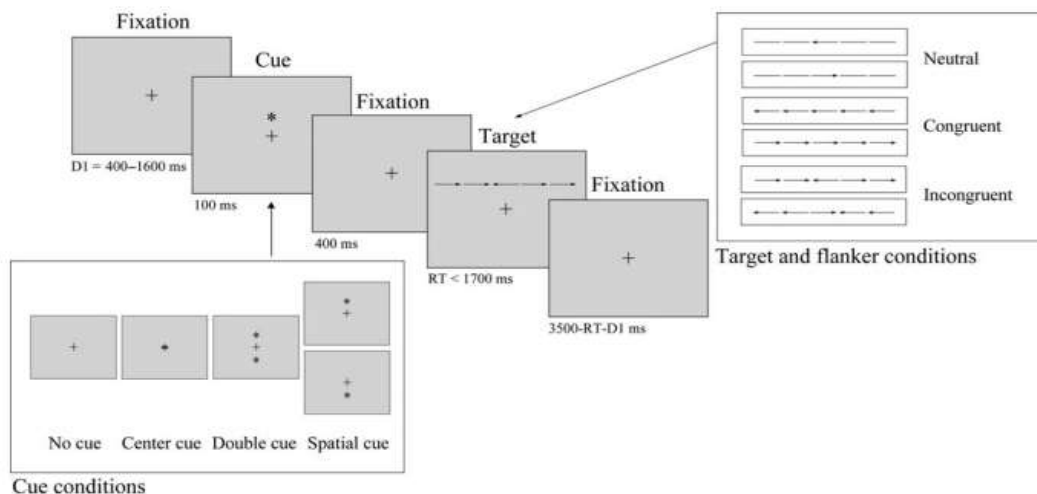 Fixation
Cue
Fixation
Target
Fixation
D1 = 400–1600 ms
100 ms
400 ms
RT < 1700 ms
3500-RT-D1 ms
Neutral
Congruent
Incongruent
Target and flanker conditions
No cue Center cue Double cue Spatial cue
Cue conditions